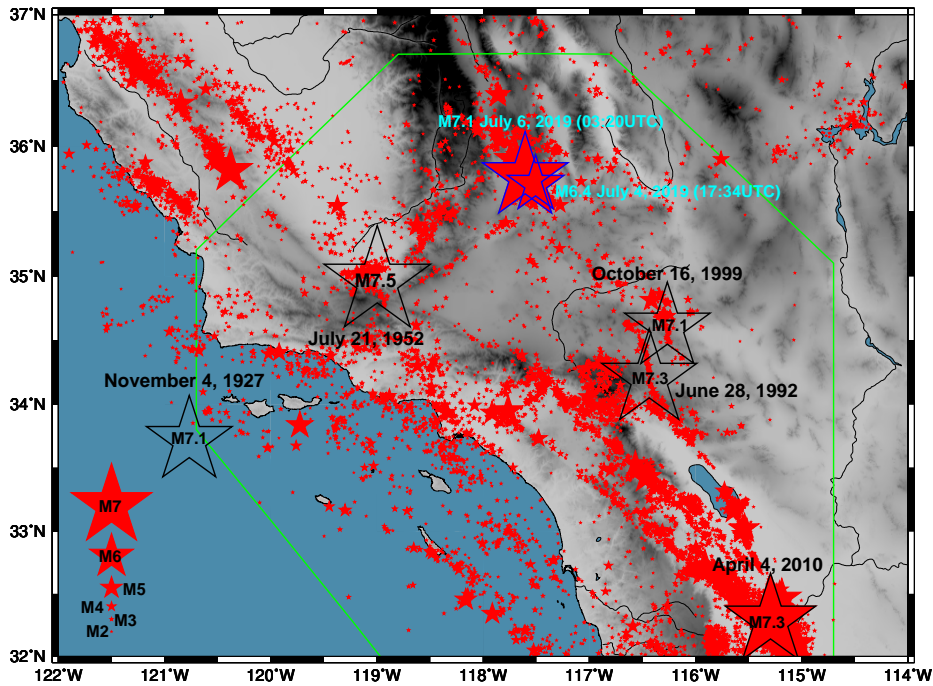 37°N
M7.1 July 6, 2019 (03:20UTC)
36°N
M6.4 July 4, 2019 (17:34UTC)
35°N
October 16, 1999
M7.5
M7.1
July 21, 1952
November 4, 1927
M7.3
June 28, 1992
34°N
M7.1
M7
33°N
M6
April 4, 2010
M5
M4
M3
M7.3
M2
32°N
122°W 121°W 120°W 119°W 118°W 117°W 116°W 115°W 114°W